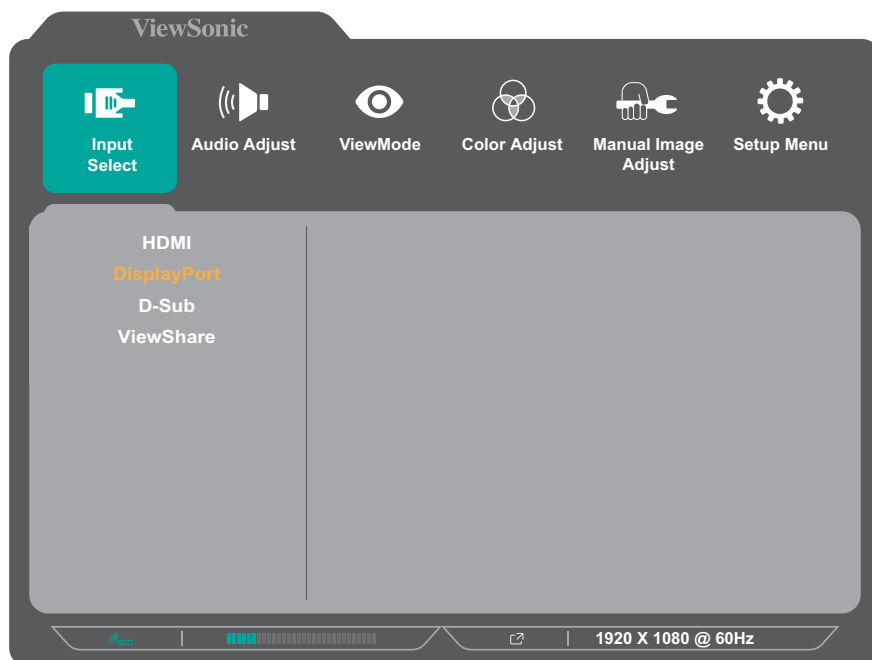 ViewSonic
Input Select
Audio Adjust
ViewMode
Color Adjust
Manual Image Adjust
Setup Menu
HDMI
DisplayPort
D-Sub
ViewShare
eco
1920 X 1080 @ 60Hz